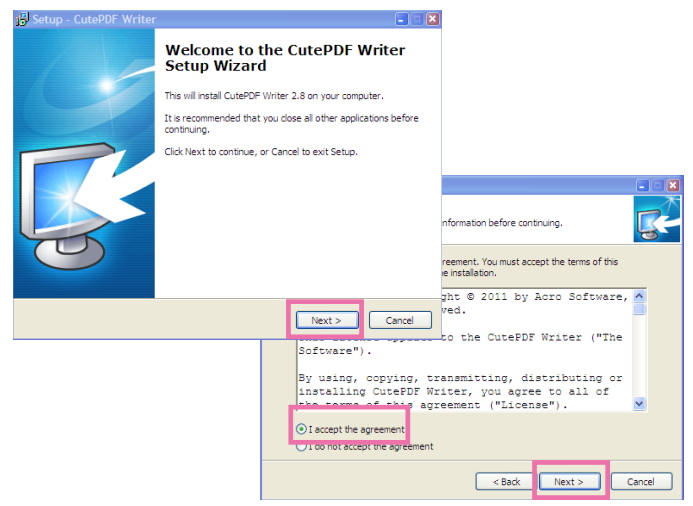 Setup - CutePDF Writer
Welcome to the CutePDF Writer
Setup Wizard
This will install CutePDF Writer 2.8 on your computer.
It is recommended that you close all other applications before
continuing.
Click Next to continue, or Cancel to exit Setup.
Next >
Cancel
nformation before continuing.
reement. You must accept the terms of this
e installation.
ght © 2011 by Acro Software,
ved.
to the CutePDF Writer ("The
Software").
By using, copying, transmitting, distributing or
installing CutePDF Writer, you agree to all of
the terms of this agreement ("License").
I accept the agreement
I do not accept the agreement
< Back
Next >
Cancel